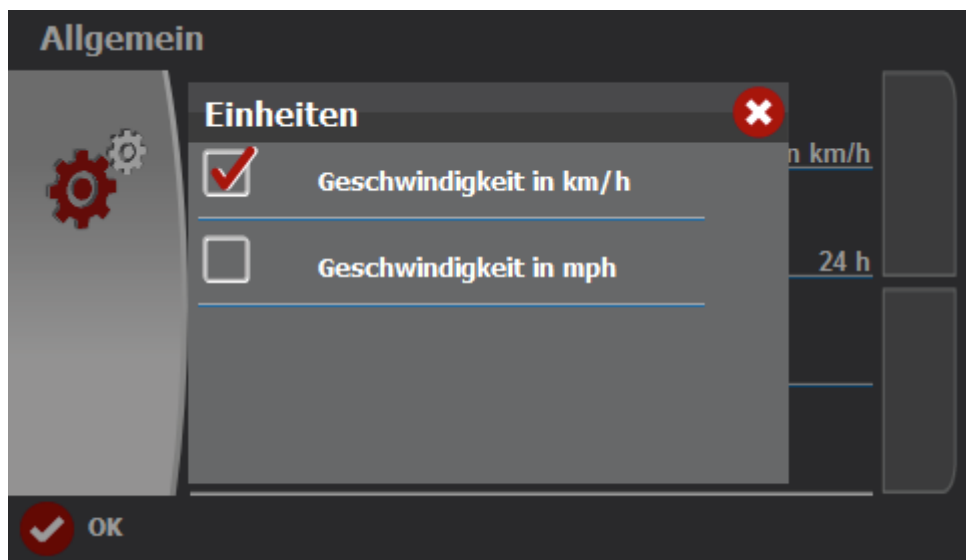 Allgemein
Einheiten
Geschwindigkeit in km/h
n km/h
Geschwindigkeit in mph
24 h
OK